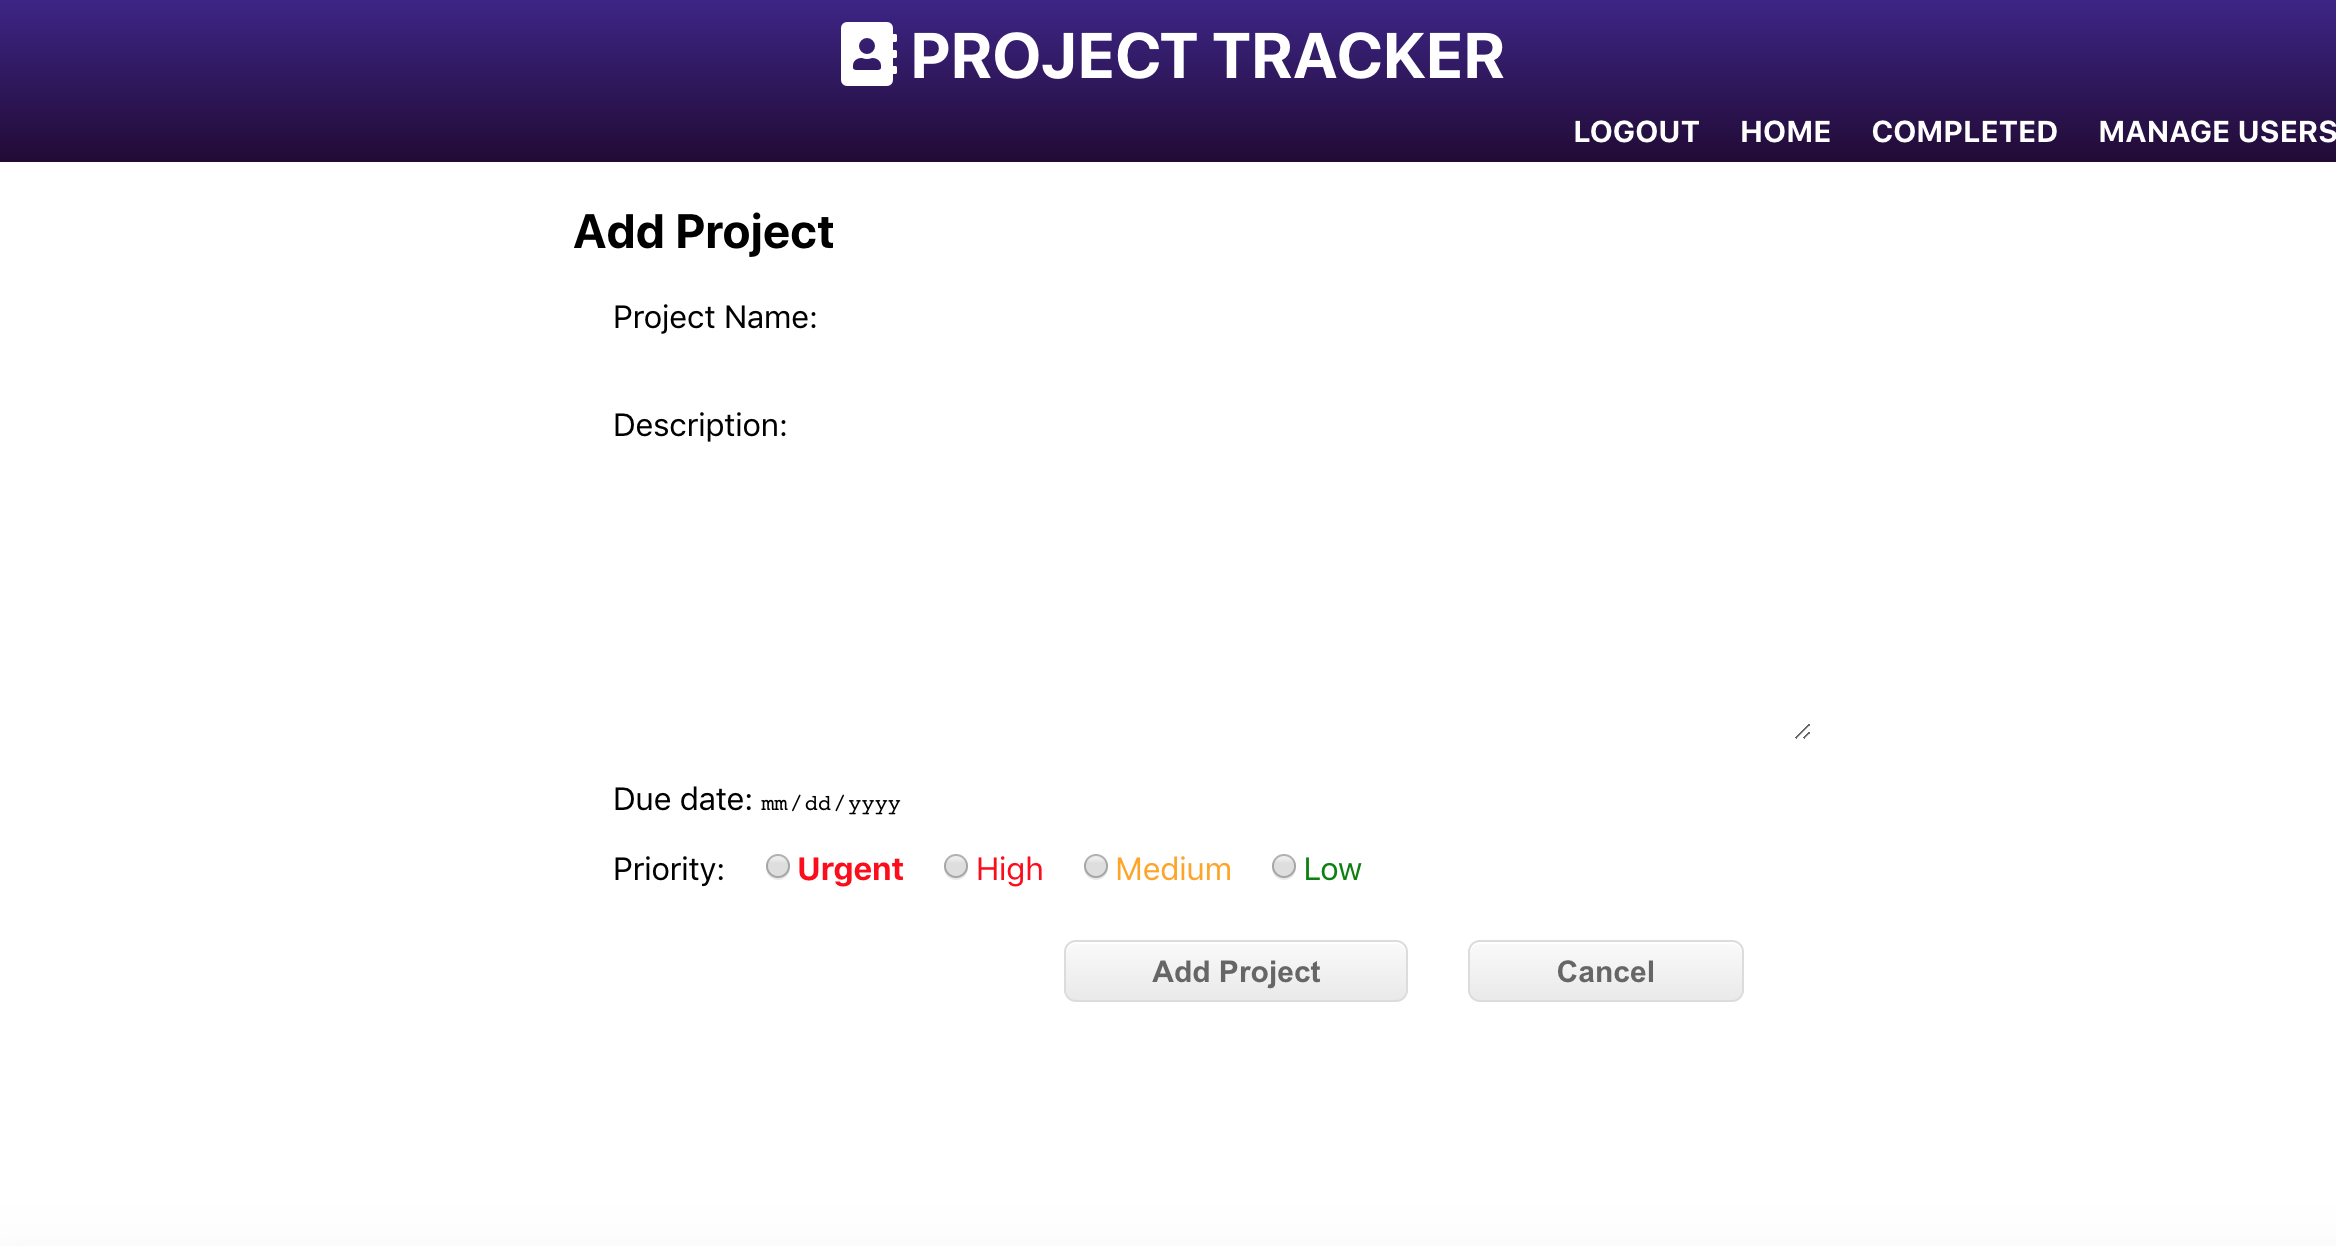 PROJECT TRACKER
LOGOUT HOME COMPLETED MANAGE USERS
Add Project
Project Name:
Description:
Due date: mm/dd/yyyy
Priority: Urgent High Medium Low
Add Project Cancel